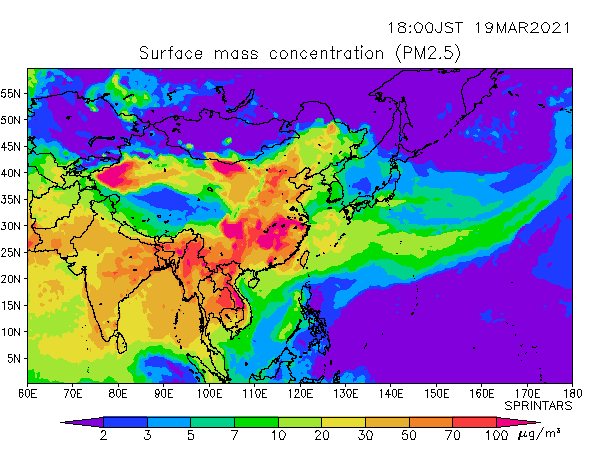 18:00JST 19MAR2021
Surface mass concentration (PM2.5)
55N
50N
45N
40N
35N
30N
25N
20N
15N
10N
5N
60E 70E 80E 90E 100E 110E 120E 130E 140E 150E 160E 170E 180
SPRINTARS
2 3 5 7 10 20 30 50 70 100 μg/m³